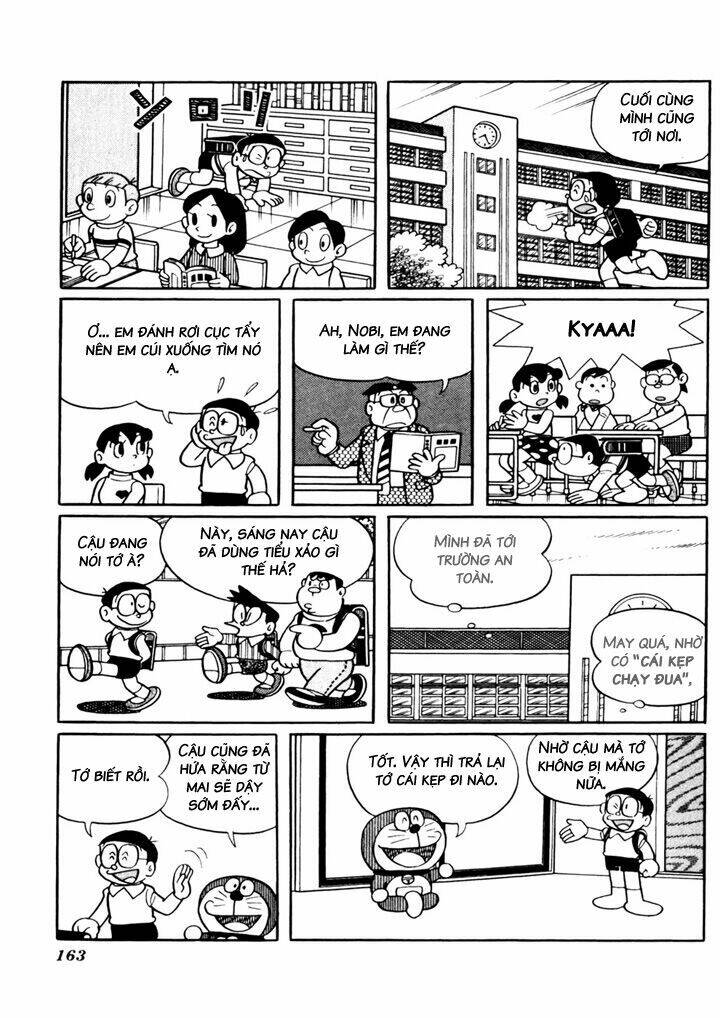 CUỐI CÙNG
MÌNH CŨNG
TỚI NƠI.
KYAAA!
AH, NOBI, EM ĐANG
LÀM GÌ THẾ?
Ơ... EM ĐÁNH RƠI CỤC TẨY
NÊN EM CÚI XUỐNG TÌM NÓ
Ạ.
MÌNH ĐÃ TỚI
TRƯỜNG AN
TOÀN.
MAY QUÁ, NHỜ
CÓ "CÁI KẸP
CHẠY ĐUA",
NÀY, SÁNG NAY CẬU
ĐÃ DÙNG TIỂU XẢO GÌ
THẾ HẢ?
CẬU ĐANG
NÓI TỚ À?
NHỜ CẬU MÀ TỚ
KHÔNG BỊ MẮNG
NỮA.
TỐT. VẬY THÌ TRẢ LẠI
TỚ CÁI KẸP ĐI NÀO.
CẬU CŨNG ĐÃ
HỨA RẰNG TỪ
MAI SẼ DẬY
SỚM ĐẤY...
TỚ BIẾT RỒI.
163